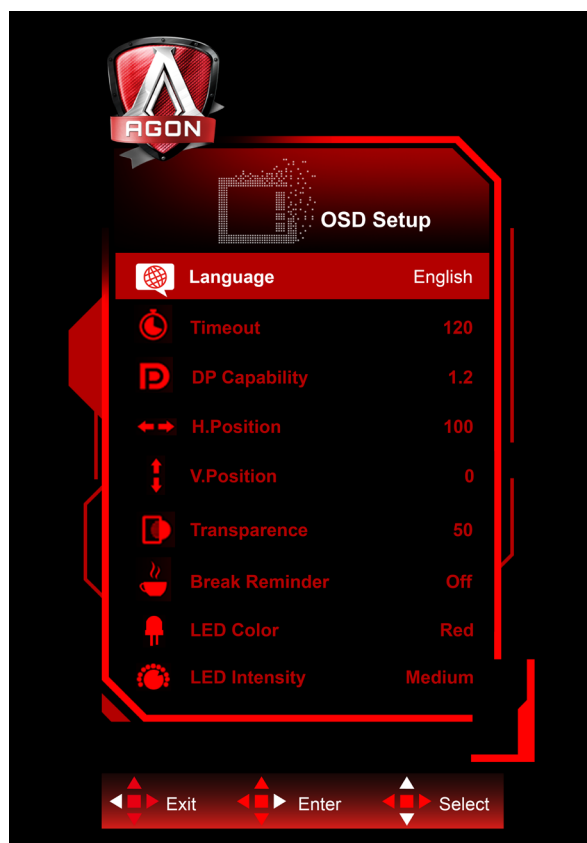 AGON
OSD Setup
Language English
Timeout 120
DP Capability 1.2
H.Position 100
V.Position 0
Transparence 50
Break Reminder Off
LED Color Red
LED Intensity Medium
Exit Enter Select